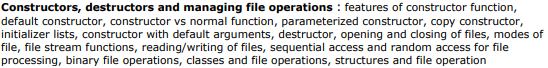 Constructors, destructors and managing file operations : features of constructor function,
default constructor, constructor vs normal function, parameterized constructor, copy constructor,
initializer lists, constructor with default arguments, destructor, opening and closing of files, modes of
file, file stream functions, reading/writing of files, sequential access and random access for file
processing, binary file operations, classes and file operations, structures and file operation